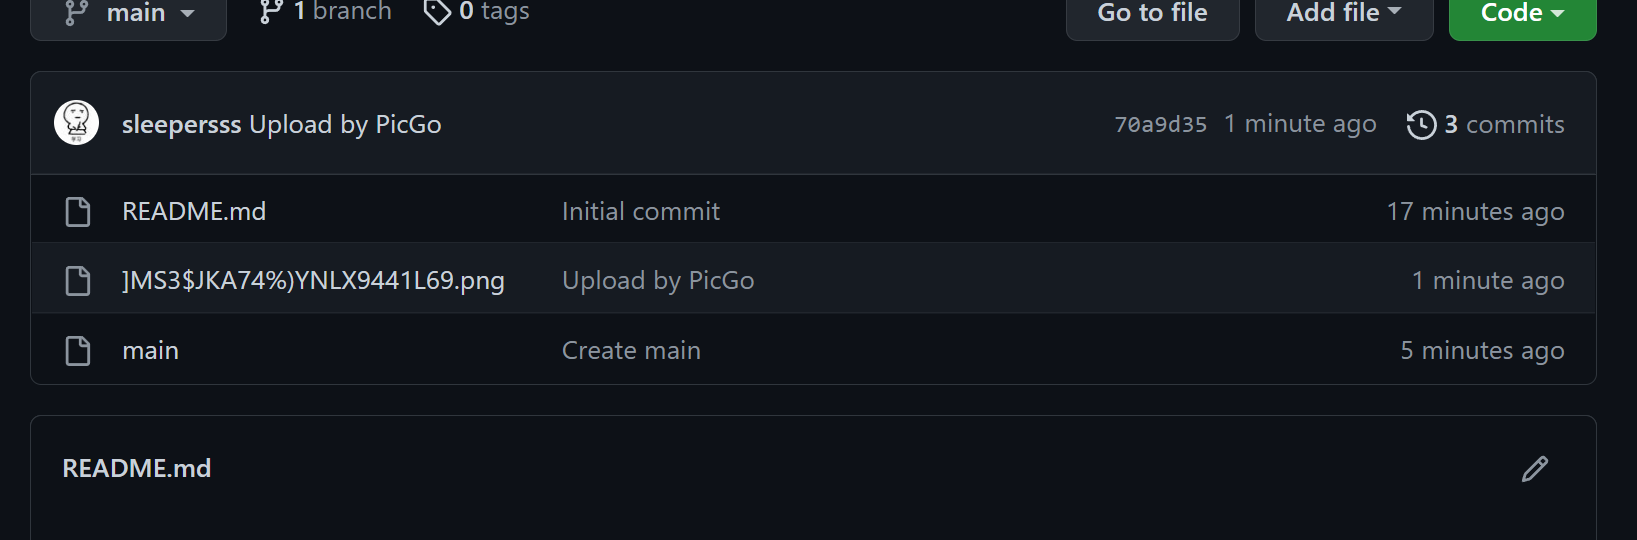 main 1 branch 0 tags Go to file Add file Code
sleepersss Upload by PicGo 70a9d35 1 minute ago 3 commits
README.md Initial commit 17 minutes ago
]MS3$JKA74%)YNLX9441L69.png Upload by PicGo 1 minute ago
main Create main 5 minutes ago
README.md